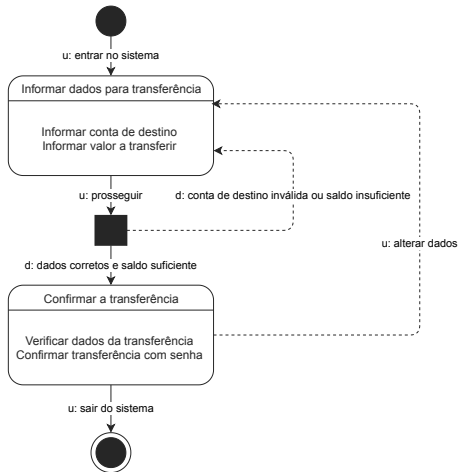 u: entrar no sistema
Informar dados para transferência
Informar conta de destino
Informar valor a transferir
u: prosseguir
d: conta de destino inválida ou saldo insuficiente
u: alterar dados
d: dados corretos e saldo suficiente
Confirmar a transferência
Verificar dados da transferência
Confirmar transferência com senha
u: sair do sistema